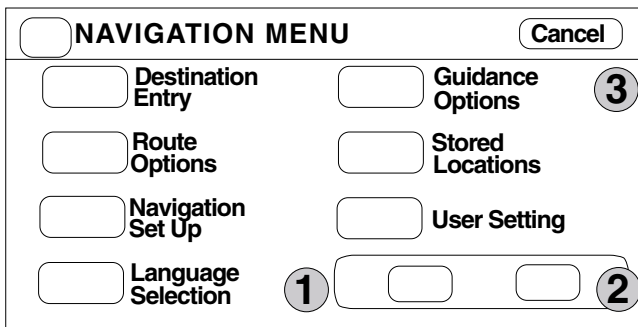 NAVIGATION MENU
Cancel
Destination
Entry
Guidance
Options
3
Route
Options
Stored
Locations
Navigation
Set Up
User Setting
Language
Selection
1
2